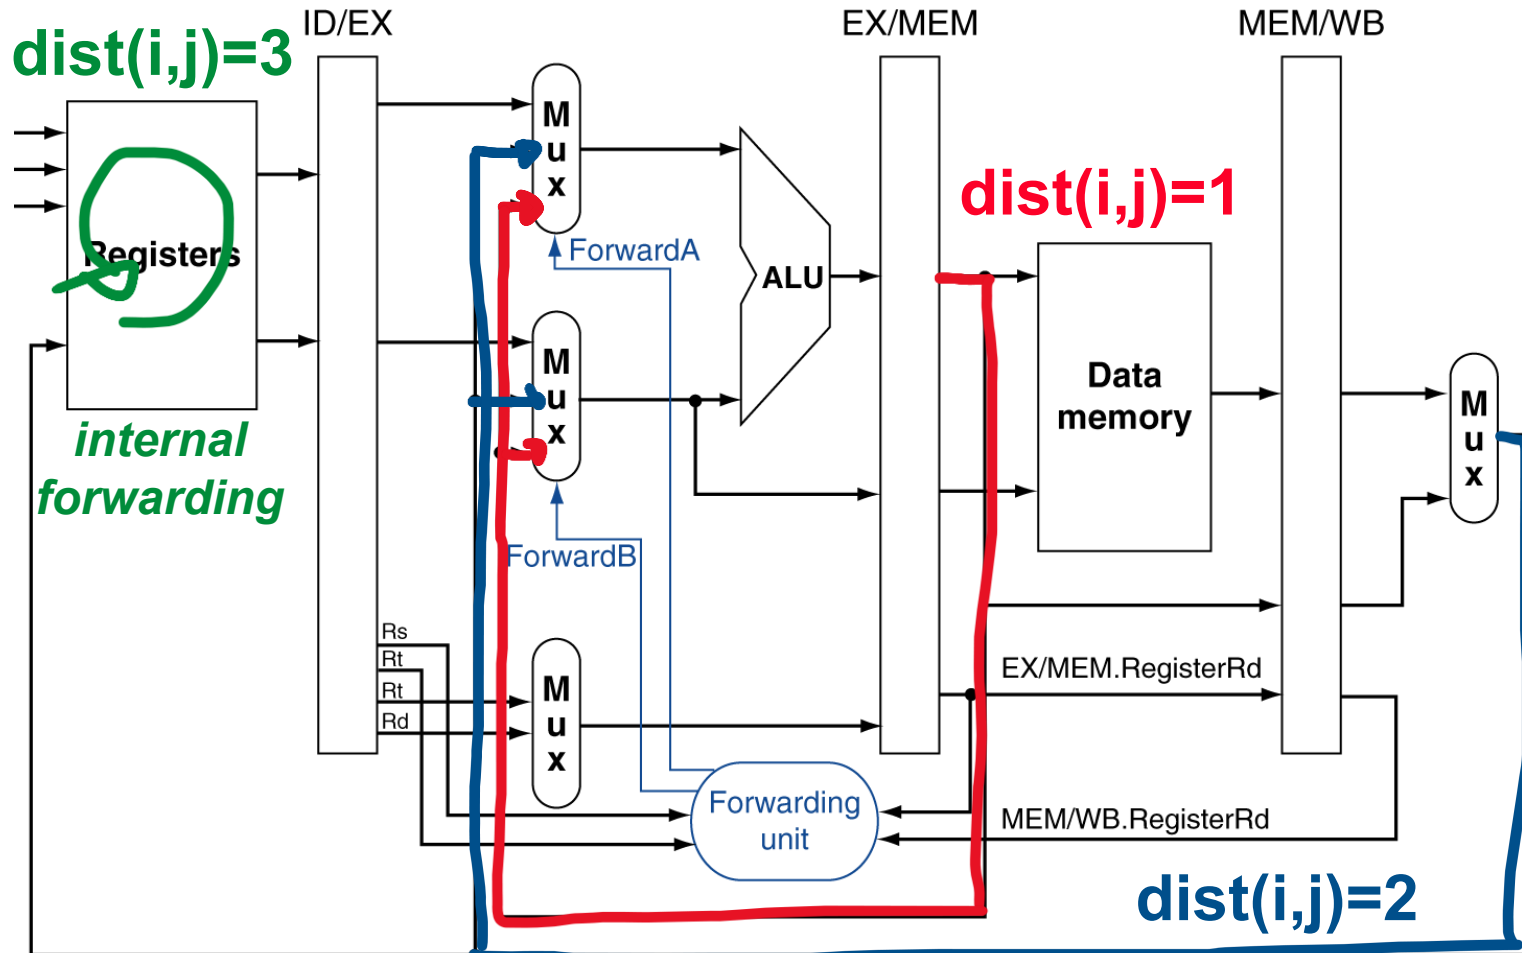 ID/EX
EX/MEM
MEM/WB
dist(i,j)=3
Registers
internal
forwarding
M
u
x
ForwardA
M
u
x
ForwardB
ALU
dist(i,j)=1
Data
memory
M
u
x
Rs
Rt
Rt
Rd
M
u
x
EX/MEM.RegisterRd
Forwarding
unit
MEM/WB.RegisterRd
dist(i,j)=2